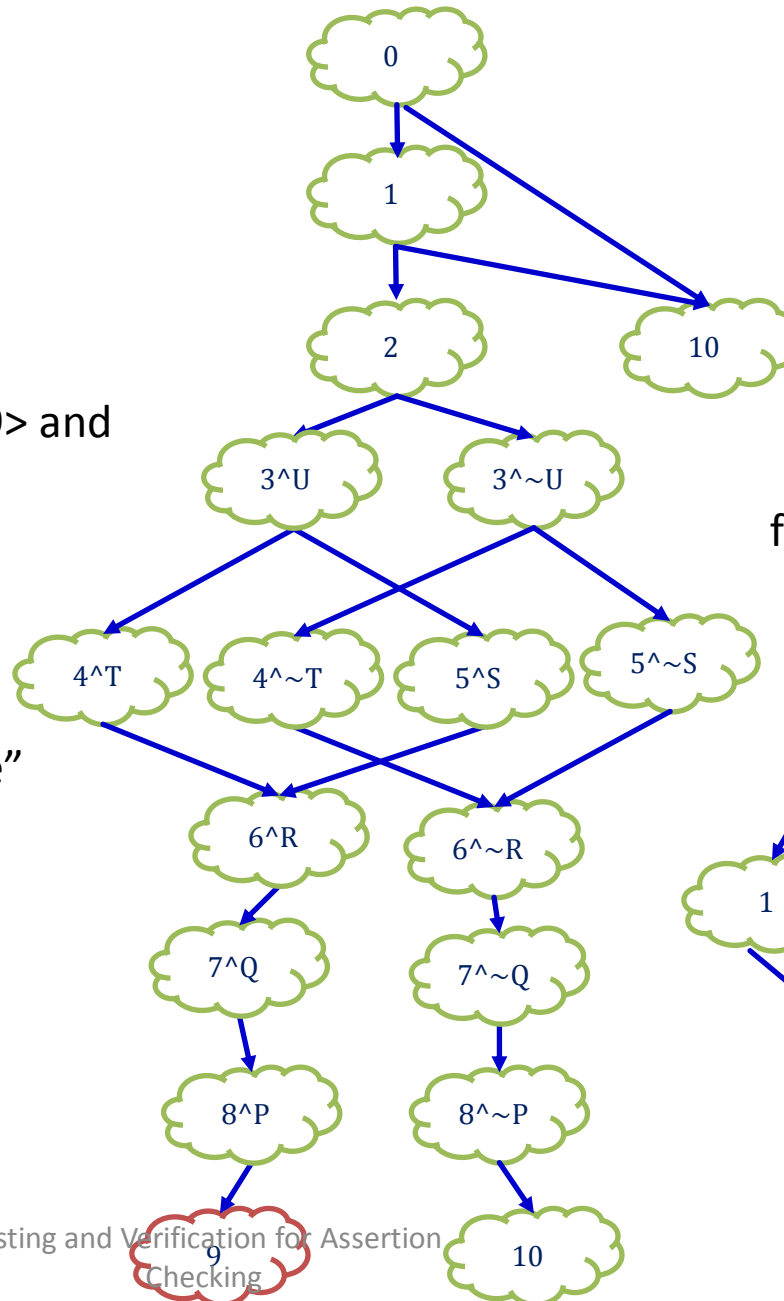 0
1
2
10
> and
3^U
3^~U
f
4^T
4^~T
5^S
5^~S
e”
6^R
6^~R
1
7^Q
7^~Q
8^P
8^~P
sting and Verification for Assertion
Checking
9
10